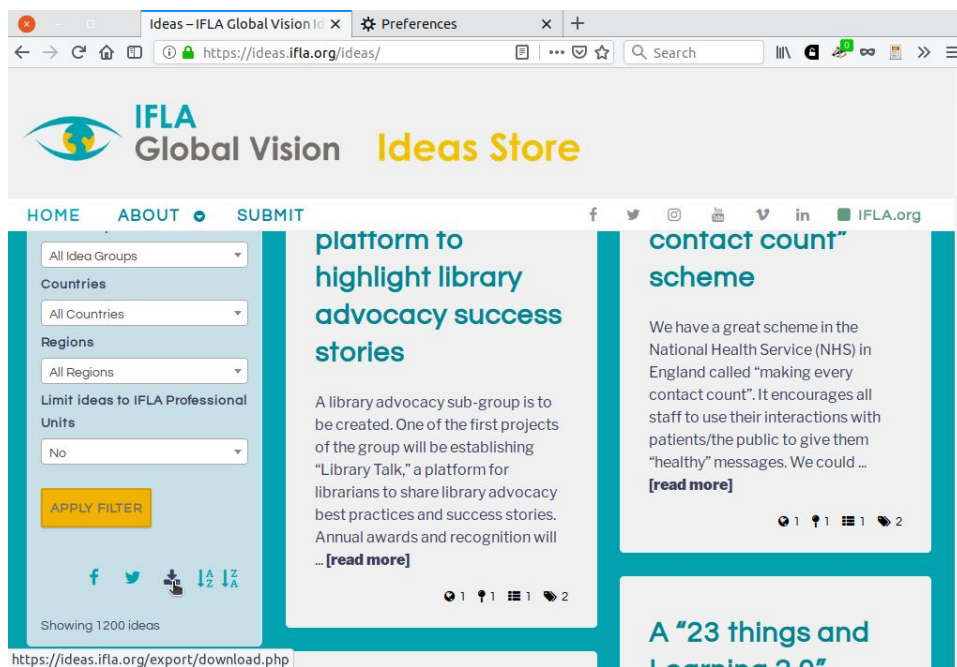 Ideas – IFLA Global Vision Id
Preferences
https://ideas.ifla.org/ideas/
Search
0
IFLA
Global Vision
Ideas Store
HOME
ABOUT
SUBMIT
IFLA.org
All Idea Groups
Countries
All Countries
Regions
All Regions
Limit ideas to IFLA Professional
Units
No
APPLY FILTER
Showing 1200 ideas
platform to
highlight library
advocacy success
stories
A library advocacy sub-group is to
be created. One of the first projects
of the group will be establishing
“Library Talk,” a platform for
librarians to share library advocacy
best practices and success stories.
Annual awards and recognition will
... [read more]
1 1 1 2
contact count”
scheme
We have a great scheme in the
National Health Service (NHS) in
England called “making every
contact count”. It encourages all
staff to use their interactions with
patients/the public to give them
“healthy” messages. We could ...
[read more]
1 1 1 2
A “23 things and
https://ideas.ifla.org/export/download.php